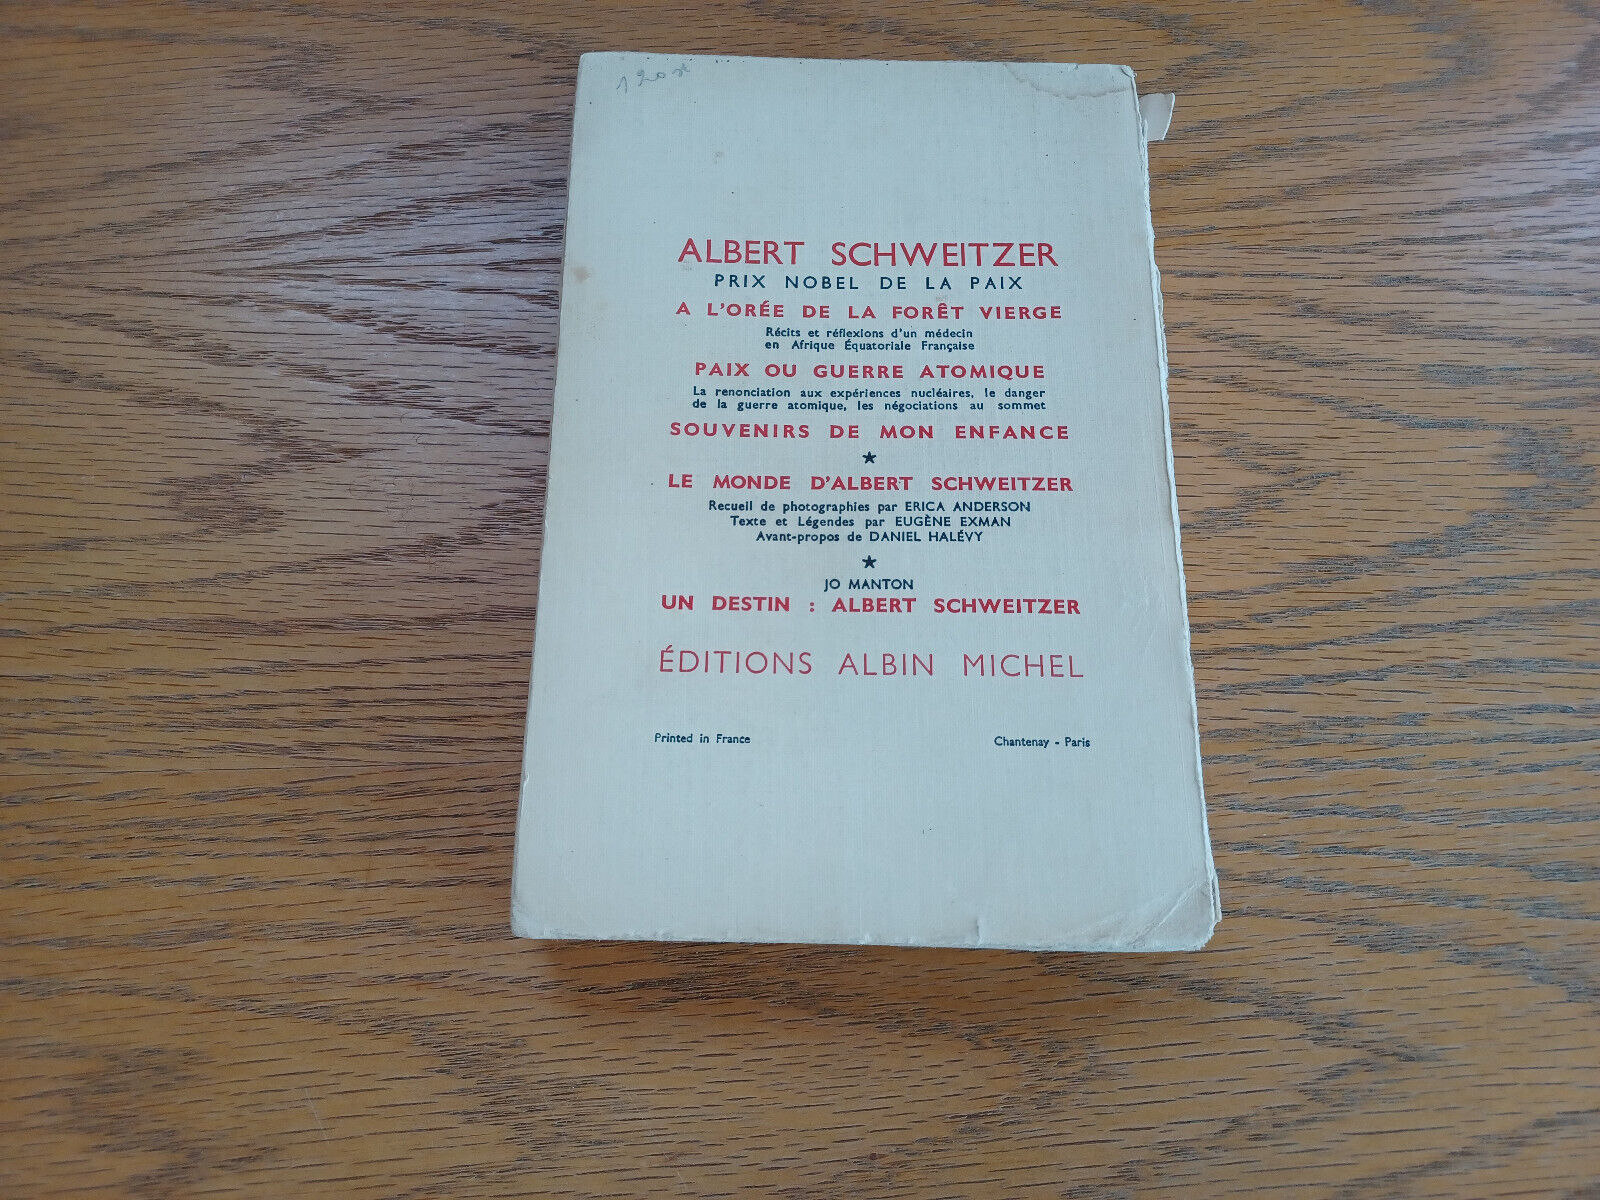 ALBERT SCHWEITZER
PRIX NOBEL DE LA PAIX
A L'ORÉE DE LA FORÊT VIERGE
Récits et réflexions d'un médecin
en Afrique Équatoriale Française
PAIX OU GUERRE ATOMIQUE
La renonciation aux expériences nucléaires, le danger
de la guerre atomique, les négociations au sommet
SOUVENIRS DE MON ENFANCE
★
LE MONDE D'ALBERT SCHWEITZER
Recueil de photographies par ERICA ANDERSON
Texte et Légendes par EUGÈNE EXMAN
Avant-propos de DANIEL HALÉVY
★
JO MANTON
UN DESTIN : ALBERT SCHWEITZER
ÉDITIONS ALBIN MICHEL
Printed in France
Chantenay - Paris